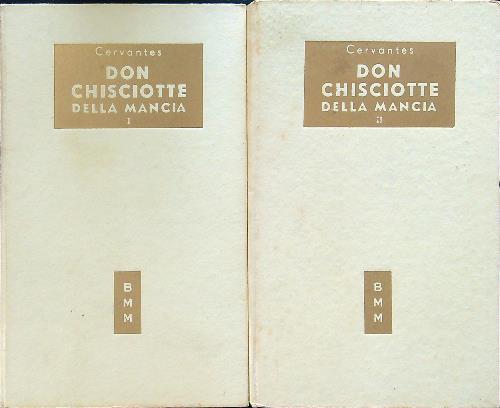 Cervantes
DON
CHISCIOTTE
DELLA MANCIA
I
B
M
M
Cervantes
DON
CHISCIOTTE
DELLA MANCIA
II
B
M
M